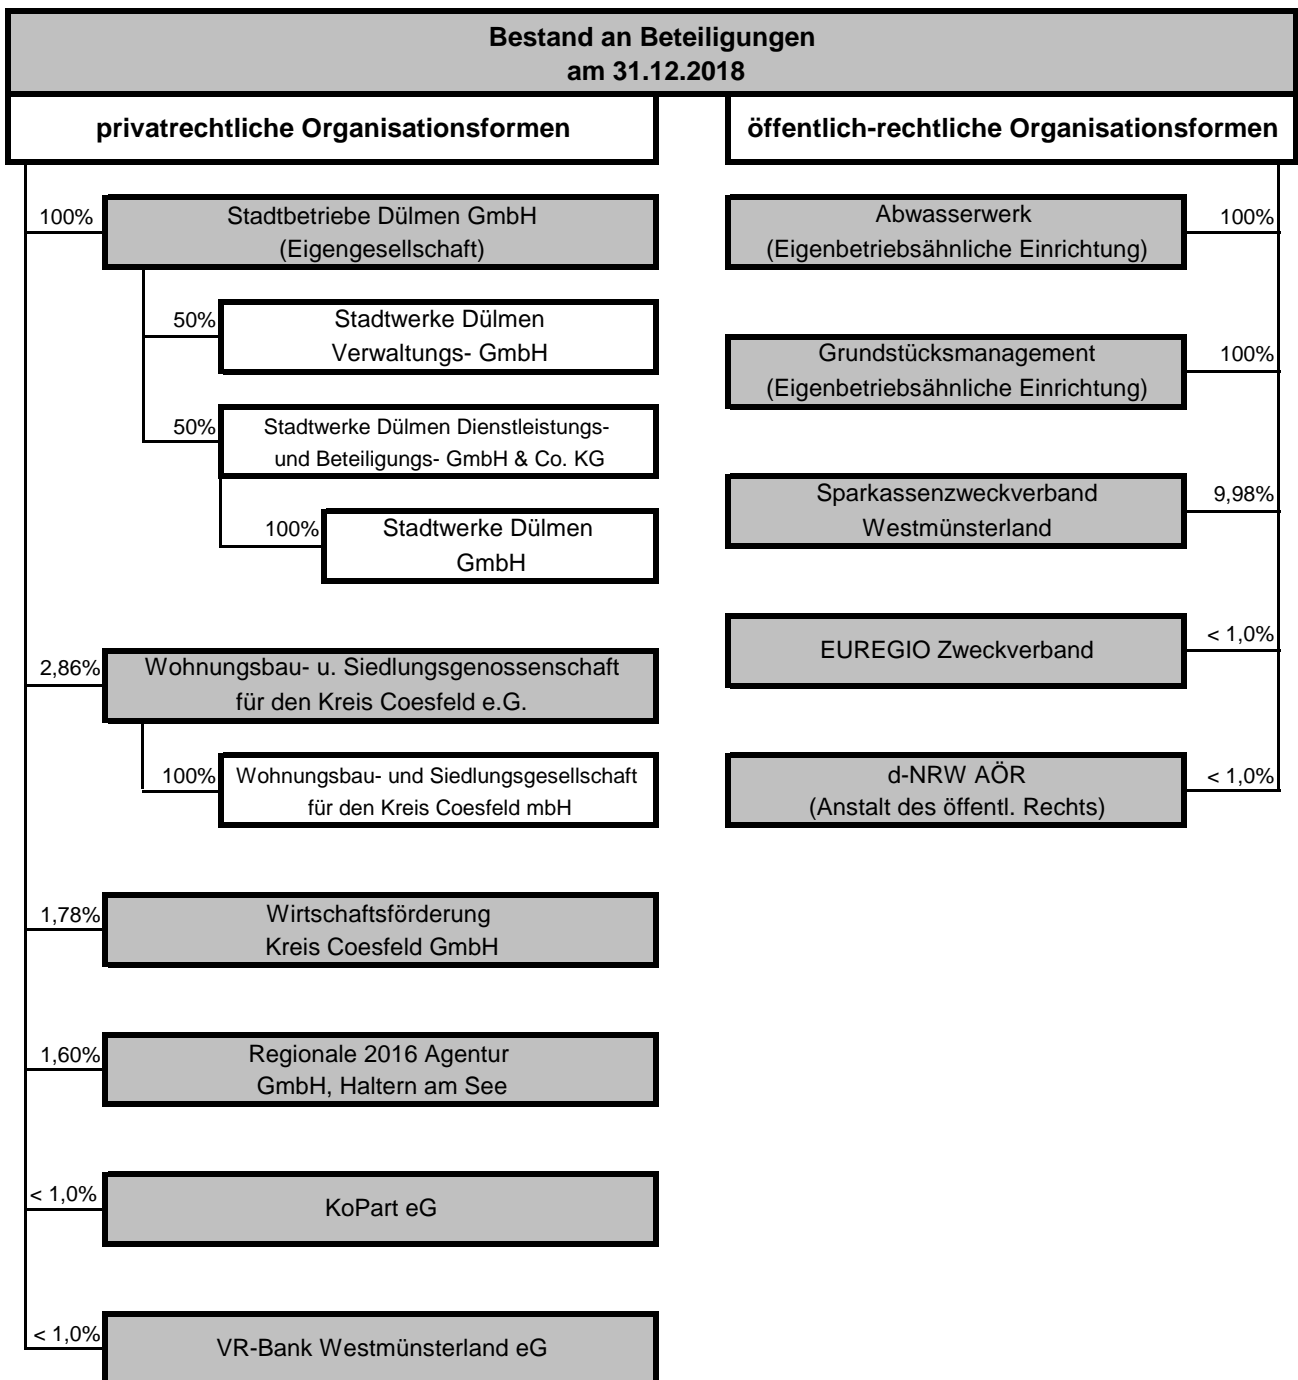 Bestand an Beteiligungen
am 31.12.2018
privatrechtliche Organisationsformen
100%
Stadtbetriebe Dülmen GmbH
(Eigengesellschaft)
50%
Stadtwerke Dülmen
Verwaltungs- GmbH
50%
Stadtwerke Dülmen Dienstleistungs-
und Beteiligungs- GmbH & Co. KG
100%
Stadtwerke Dülmen
GmbH
2,86%
Wohnungsbau- u. Siedlungsgenossenschaft
für den Kreis Coesfeld e.G.
100%
Wohnungsbau- und Siedlungsgesellschaft
für den Kreis Coesfeld mbH
1,78%
Wirtschaftsförderung
Kreis Coesfeld GmbH
1,60%
Regionale 2016 Agentur
GmbH, Haltern am See
< 1,0%
KoPart eG
< 1,0%
VR-Bank Westmünsterland eG
öffentlich-rechtliche Organisationsformen
Abwasserwerk
(Eigenbetriebsähnliche Einrichtung)
100%
Grundstücksmanagement
(Eigenbetriebsähnliche Einrichtung)
100%
Sparkassenzweckverband
Westmünsterland
9,98%
EUREGIO Zweckverband
< 1,0%
d-NRW AÖR
(Anstalt des öffentl. Rechts)
< 1,0%